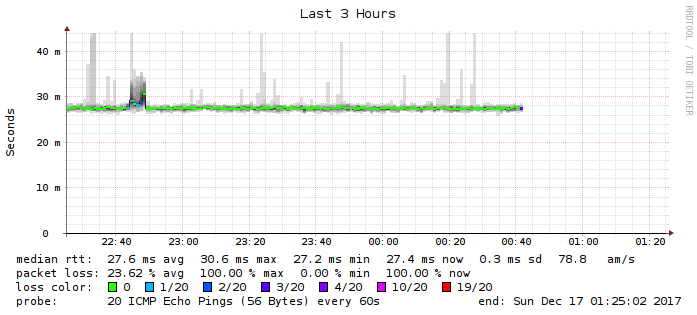 Last 3 Hours
RRDTOOL / TOBI OETIKER
Seconds
40 m
30 m
20 m
10 m
0
22:40 23:00 23:20 23:40 00:00 00:20 00:40 01:00 01:20
median rtt: 27.6 ms avg 30.6 ms max 27.2 ms min 27.4 ms now 0.3 ms sd 78.8 am/s
packet loss: 23.62 % avg 100.00 % max 0.00 % min 100.00 % now
loss color: 0 1/20 2/20 3/20 4/20 10/20 19/20
probe: 20 ICMP Echo Pings (56 Bytes) every 60s end: Sun Dec 17 01:25:02 2017